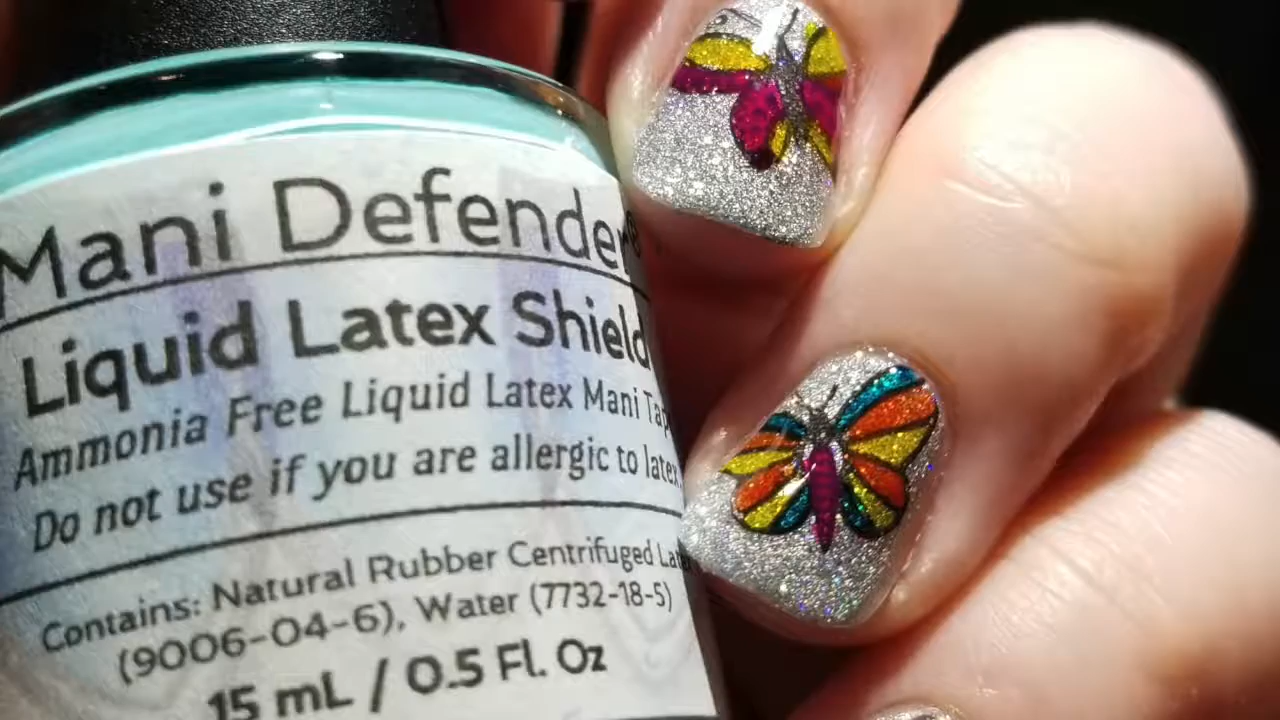 Mani Defender
Liquid Latex Shield
Ammonia Free Liquid Latex Mani
Do not use if you are allergic to latex.
Contains: Natural Rubber Centrifuged Latex
(9006-04-6), Water (7732-18-5)
15 mL / 0.5 Fl. Oz